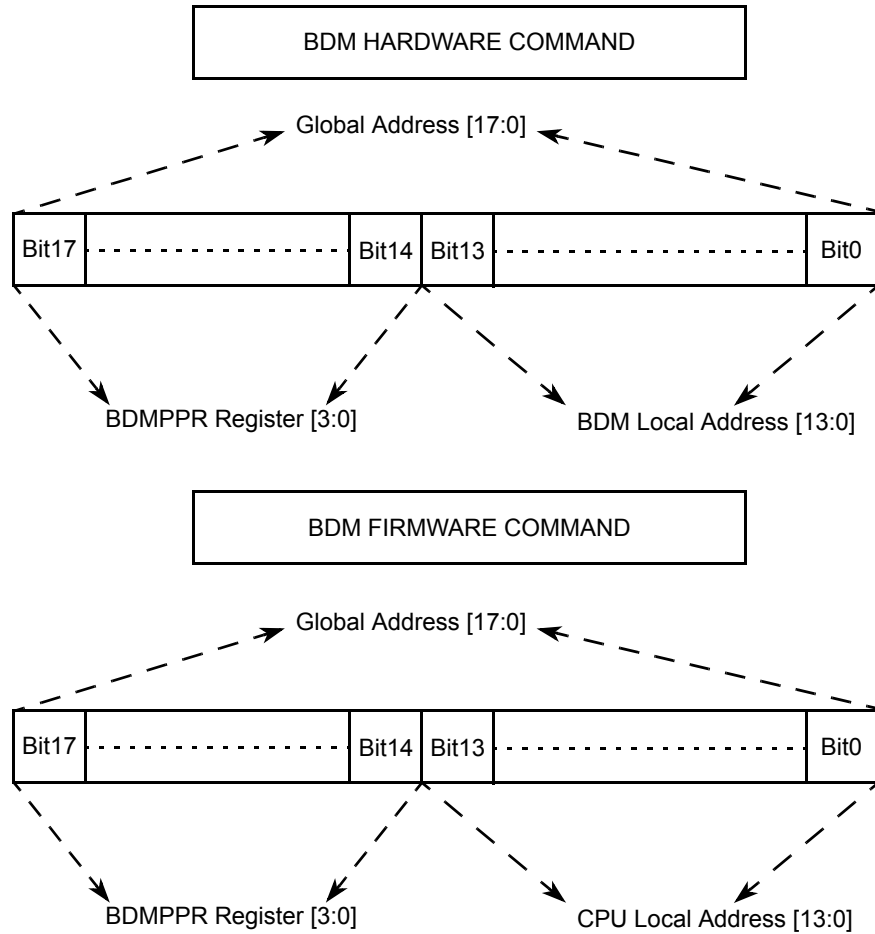 BDM HARDWARE COMMAND
Global Address [17:0]
Bit17 Bit14 Bit13 Bit0
BDMPPR Register [3:0]
BDM Local Address [13:0]
BDM FIRMWARE COMMAND
Global Address [17:0]
Bit17 Bit14 Bit13 Bit0
BDMPPR Register [3:0]
CPU Local Address [13:0]